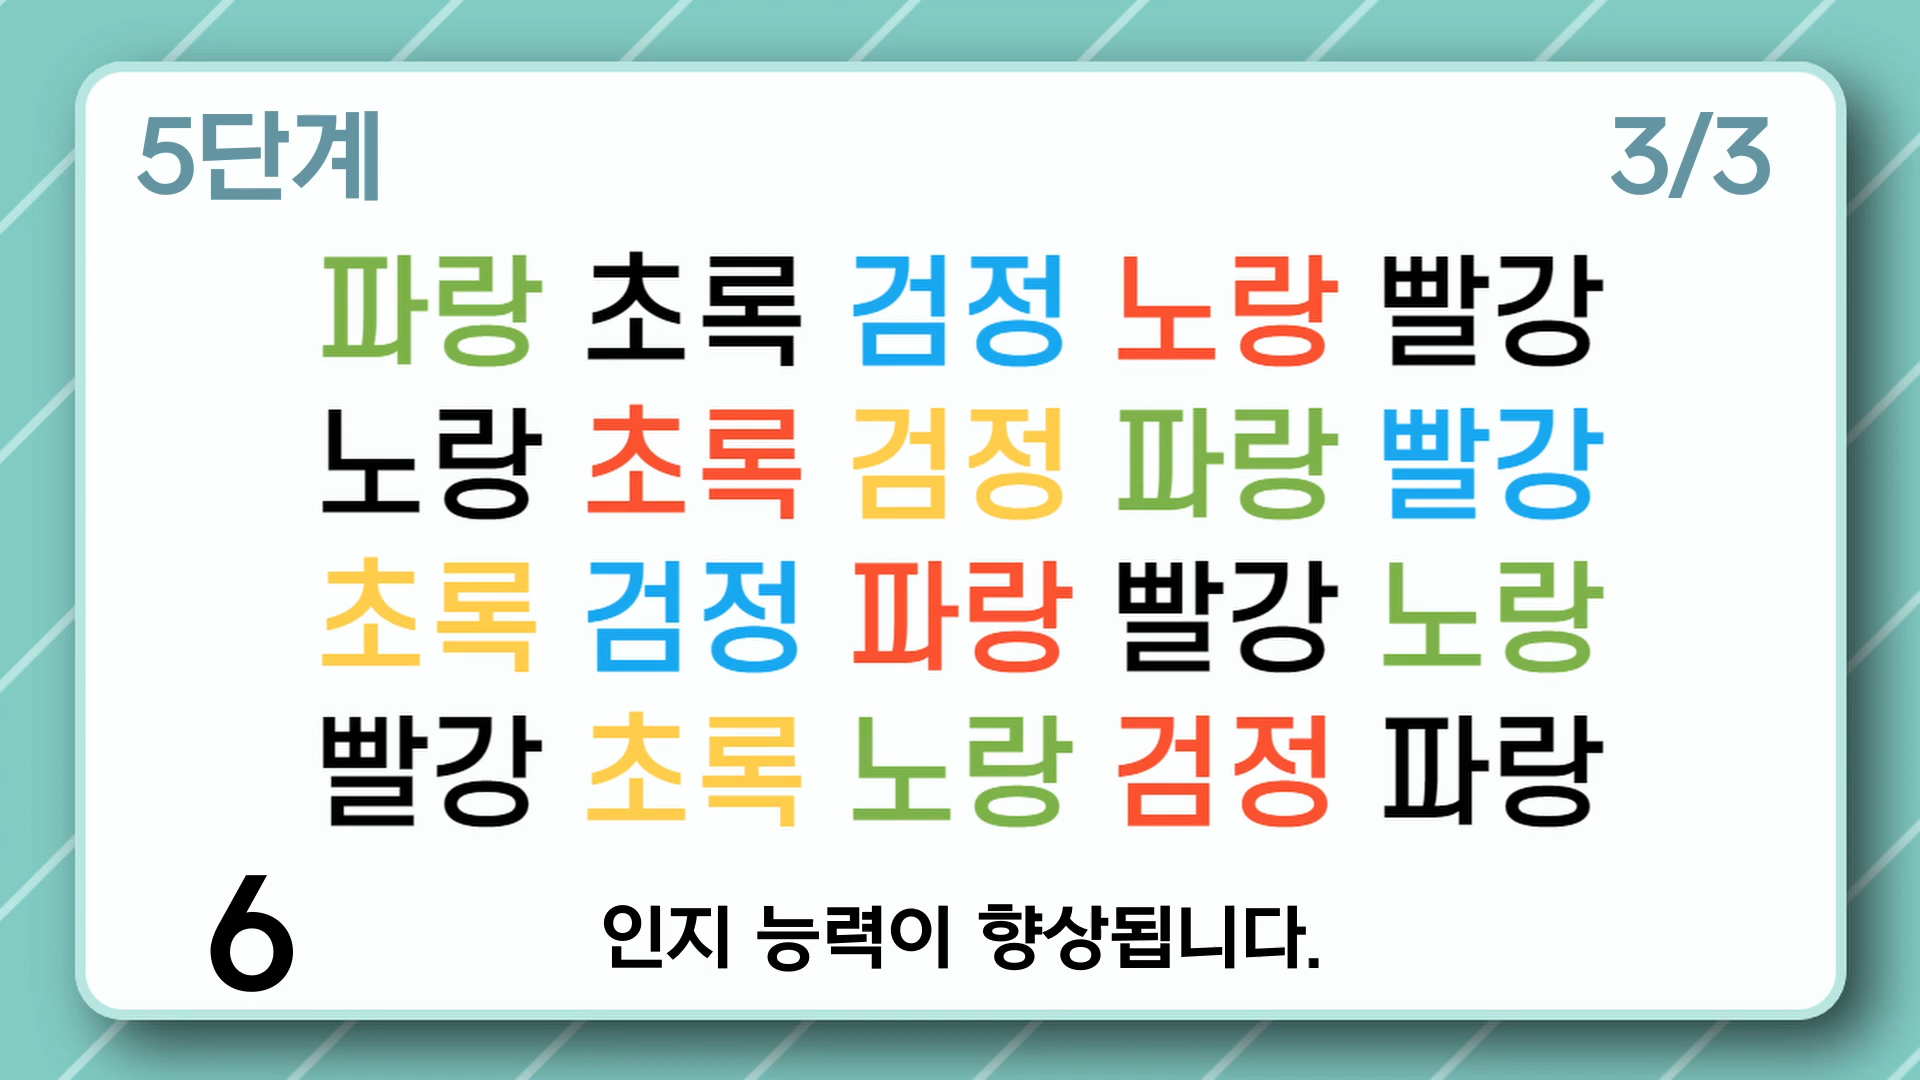 5단계
3/3
파랑 초록 검정 노랑 빨강
노랑 초록 검정 파랑 빨강
초록 검정 파랑 빨강 노랑
빨강 초록 노랑 검정 파랑
6
인지 능력이 향상됩니다.